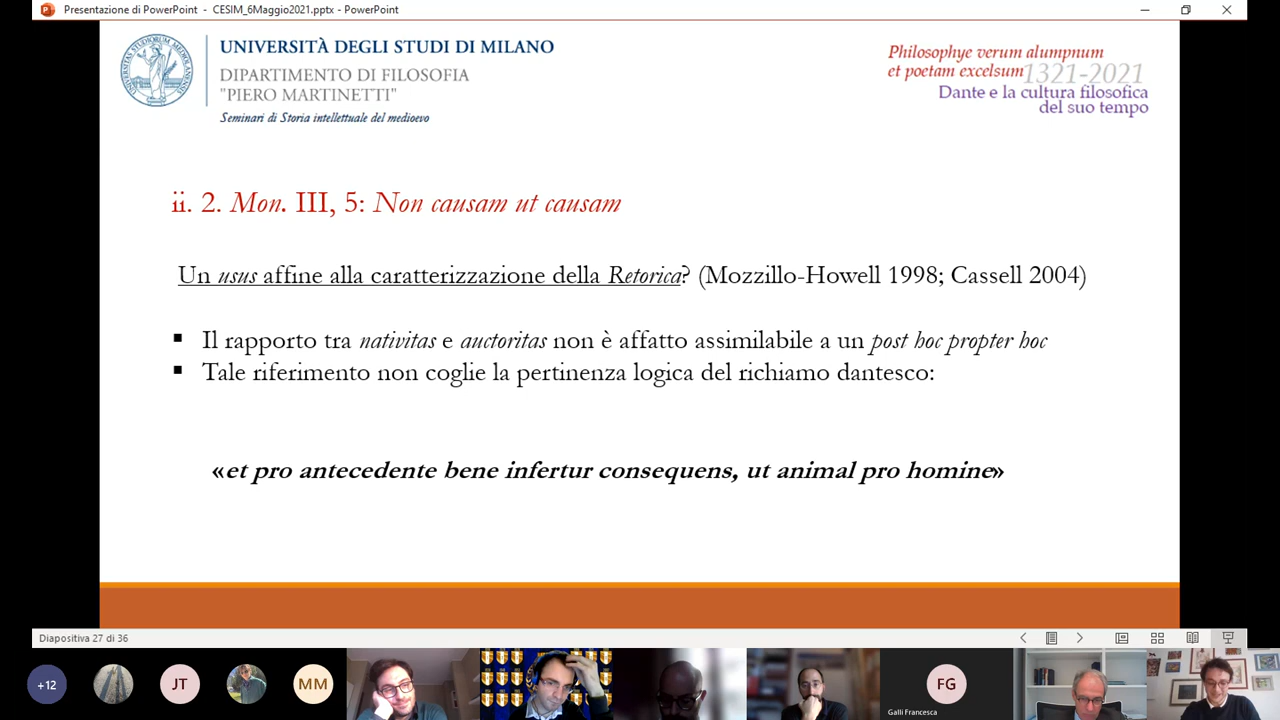 Presentazione di PowerPoint - CESIM_6Maggio2021.pptx - PowerPoint
UNIVERSITÀ DEGLI STUDI DI MILANO
DIPARTIMENTO DI FILOSOFIA
"PIERO MARTINETTI"
Seminari di Storia intellettuale del medioevo
Philosophye verum alumpnum
et poetam excelsum 1321-2021
Dante e la cultura filosofica
del suo tempo
ii. 2. Mon. III, 5: Non causam ut causam
Un usus affine alla caratterizzazione della Retorica? (Mozzillo-Howell 1998; Cassell 2004)
▪ Il rapporto tra nativitas e auctoritas non è affatto assimilabile a un post hoc propter hoc
▪ Tale riferimento non coglie la pertinenza logica del richiamo dantesco:
«et pro antecedente bene infertur consequens, ut animal pro homine»
Diapositiva 27 di 36
+12
JT
MM
FG
Galli Francesca